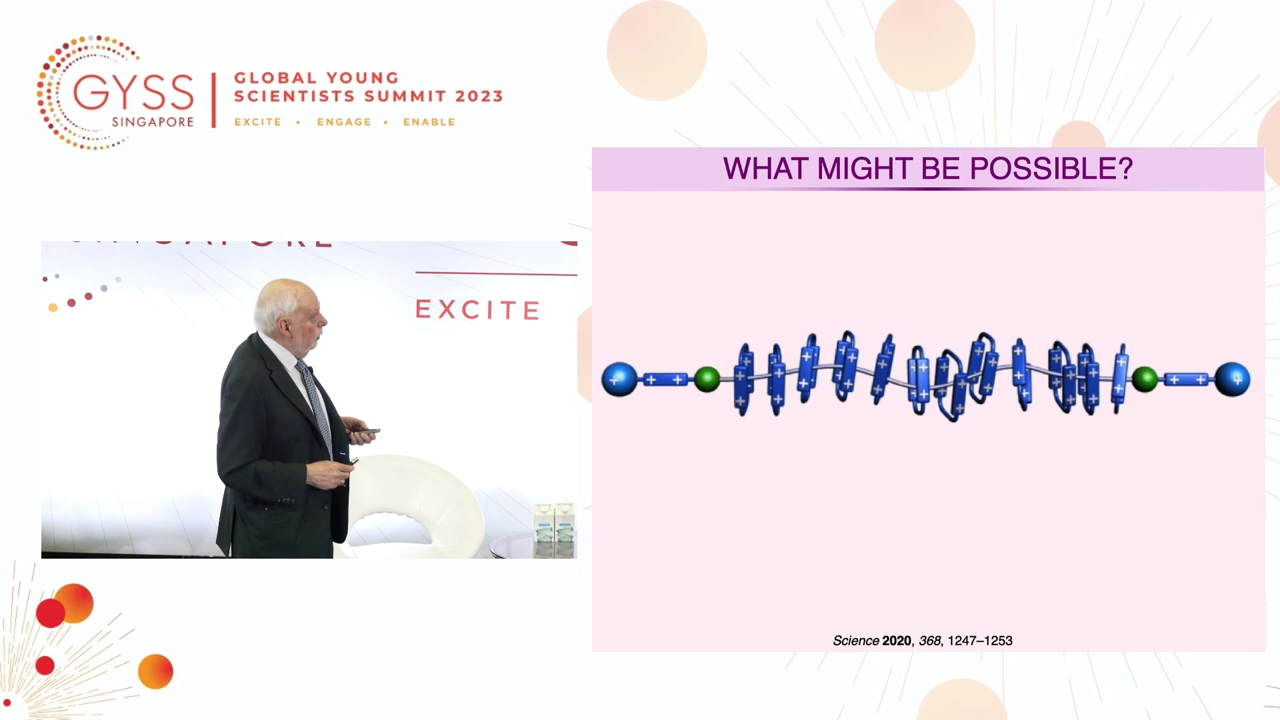 GYSS
SINGAPORE
GLOBAL YOUNG
SCIENTISTS SUMMIT 2023
EXCITE • ENGAGE • ENABLE
WHAT MIGHT BE POSSIBLE?
SINGAPORE
EXCITE
Science 2020, 368, 1247–1253